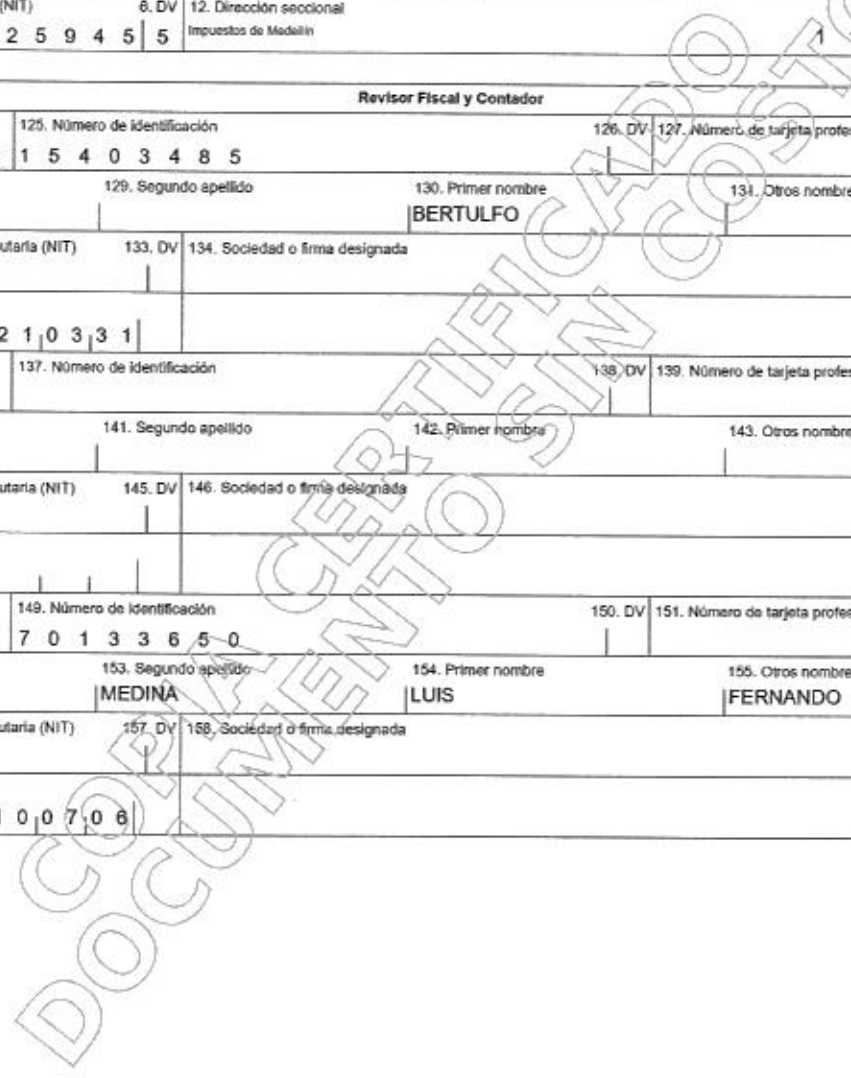 (NIT) 6. DV 12. Dirección seccional
2 5 9 4 5 5 Impuestos de Medellín 1
Revisor Fiscal y Contador
125. Número de identificación 126. DV 127. Número de tarjeta profes
1 5 4 0 3 4 8 5
129. Segundo apellido 130. Primer nombre 131. Otros nombre
BERTULFO
utaria (NIT) 133. DV 134. Sociedad o firma designada
2 1 0 3 3 1
137. Número de identificación 138. DV 139. Número de tarjeta profes
141. Segundo apellido 142. Primer nombre 143. Otros nombre
utaria (NIT) 145. DV 146. Sociedad o firma designada
149. Número de identificación 150. DV 151. Número de tarjeta profes
7 0 1 3 3 6 5 0
153. Segundo apellido 154. Primer nombre 155. Otros nombre
MEDINA LUIS FERNANDO
utaria (NIT) 157. DV 158. Sociedad o firma designada
0 0 7 0 6
COPIA CERTIFICADO
DOCUMENTO SIN COSTO